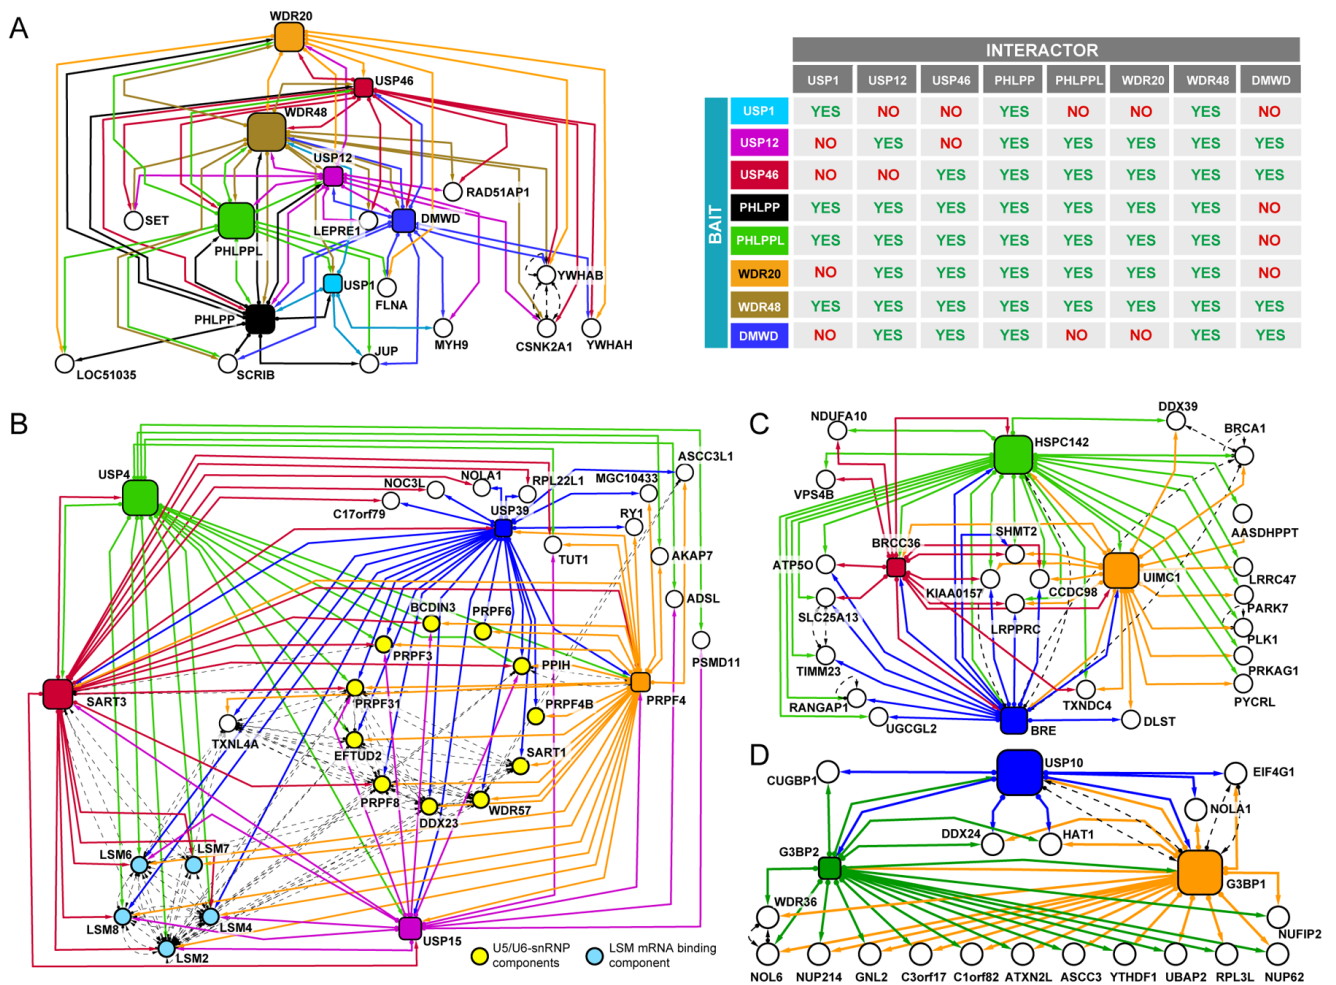 A
WDR20
USP46
WDR48
USP12
RAD51AP1
SET
LEPRE1
DMWD
PHLPPL
YWHAB
USP1
FLNA
PHLPP
MYH9
CSNK2A1
YWHAH
JUP
LOC51035
SCRIB
INTERACTOR
USP1 USP12 USP46 PHLPP PHLPPL WDR20 WDR48 DMWD
BAIT
USP1 YES NO NO YES NO NO YES NO
USP12 NO YES NO YES YES YES YES YES
USP46 NO NO YES YES YES YES YES YES
PHLPP YES YES YES YES YES YES YES NO
PHLPPL YES YES YES YES YES YES YES NO
WDR20 NO YES YES YES YES YES YES NO
WDR48 YES YES YES YES YES YES YES YES
DMWD NO YES YES YES NO NO YES YES
B
USP4
ASCC3L1
NOLA1
MGC10433
NOC3L
RPL22L1
C17orf79
USP39
RY1
TUT1
AKAP7
ADSL
BCDIN3
PRPF6
PRPF3
PPIH
PSMD11
SART3
PRPF31
PRPF4B
PRPF4
TXNL4A
EFTUD2
SART1
PRPF8
WDR57
DDX23
LSM6
LSM7
LSM8
LSM4
USP15
LSM2
U5/U6-snRNP
components
LSM mRNA binding
component
C
NDUFA10
DDX39
HSPC142
BRCA1
VPS4B
AASDHPPT
SHMT2
BRCC36
ATP5O
UIMC1
LRRC47
KIAA0157
CCDC98
PARK7
SLC25A13
LRPPRC
PLK1
TIMM23
PRKAG1
RANGAP1
TXNDC4
PYCRL
UGCGL2
BRE
DLST
D
USP10
CUGBP1
EIF4G1
NOLA1
DDX24
HAT1
G3BP2
G3BP1
WDR36
NUFIP2
NOL6 NUP214 GNL2 C3orf17 C1orf82 ATXN2L ASCC3 YTHDF1 UBAP2 RPL3L NUP62